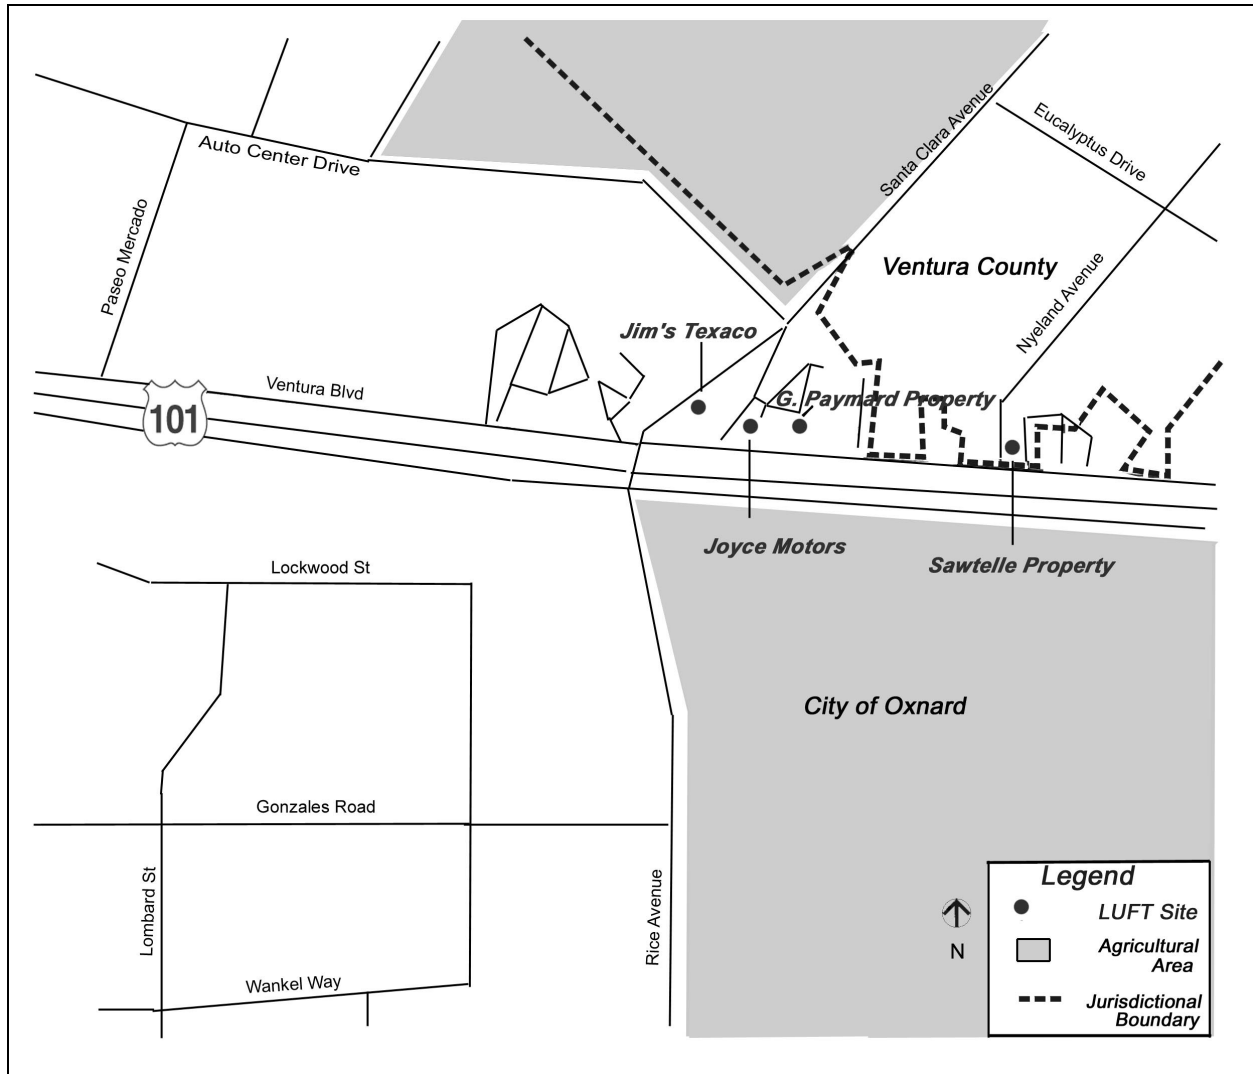 Santa Clara Avenue
Eucalyptus Drive
Auto Center Drive
Paseo Mercado
Ventura County
Nyeland Avenue
Jim's Texaco
Ventura Blvd
101
G. Paymard Property
Joyce Motors
Sawtelle Property
Lockwood St
City of Oxnard
Gonzales Road
Lombard St
Rice Avenue
Wankel Way
N
Legend
LUFT Site
Agricultural
Area
Jurisdictional
Boundary